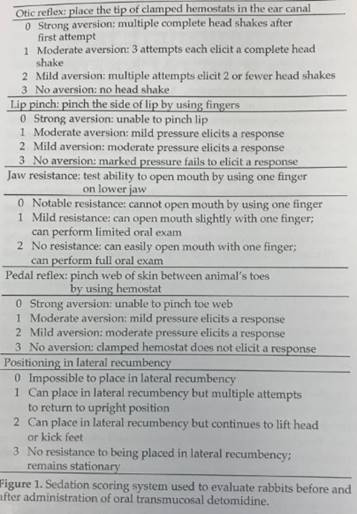 Otic reflex: place the tip of clamped hemostats in the ear canal
0 Strong aversion: multiple complete head shakes after
first attempt
1 Moderate aversion: 3 attempts each elicit a complete head
shake
2 Mild aversion: multiple attempts elicit 2 or fewer head shakes
3 No aversion: no head shake
Lip pinch: pinch the side of lip by using fingers
0 Strong aversion: unable to pinch lip
1 Moderate aversion: mild pressure elicits a response
2 Mild aversion: moderate pressure elicits a response
3 No aversion: marked pressure fails to elicit a response
Jaw resistance: test ability to open mouth by using one finger
on lower jaw
0 Notable resistance: cannot open mouth by using one finger
1 Mild resistance: can open mouth slightly with one finger;
can perform limited oral exam
2 No resistance: can easily open mouth with one finger;
can perform full oral exam
Pedal reflex: pinch web of skin between animal's toes
by using hemostat
0 Strong aversion: unable to pinch toe web
1 Moderate aversion: mild pressure elicits a response
2 Mild aversion: moderate pressure elicits a response
3 No aversion: clamped hemostat does not elicit a response
Positioning in lateral recumbency
0 Impossible to place in lateral recumbency
1 Can place in lateral recumbency but multiple attempts
to return to upright position
2 Can place in lateral recumbency but continues to lift head
or kick feet
3 No resistance to being placed in lateral recumbency;
remains stationary
Figure 1. Sedation scoring system used to evaluate rabbits before and
after administration of oral transmucosal detomidine.